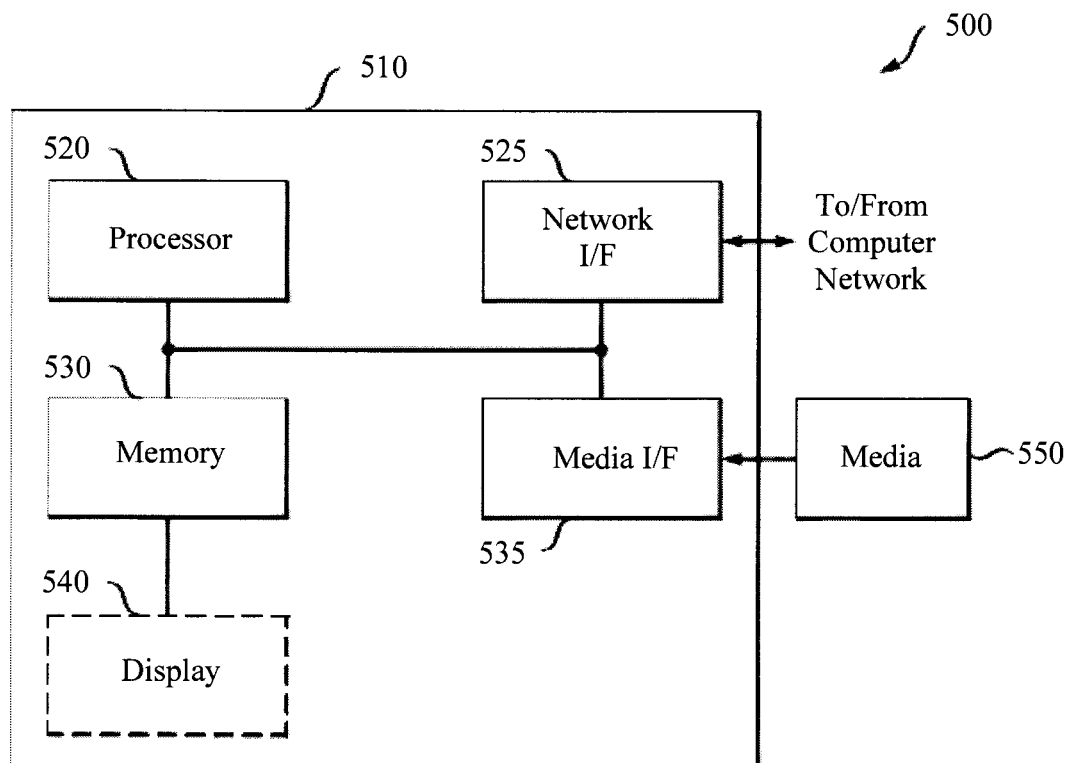 500
510
520
525
Processor
Network
I/F
To/From
Computer
Network
530
Memory
Media I/F
Media
550
535
540
Display